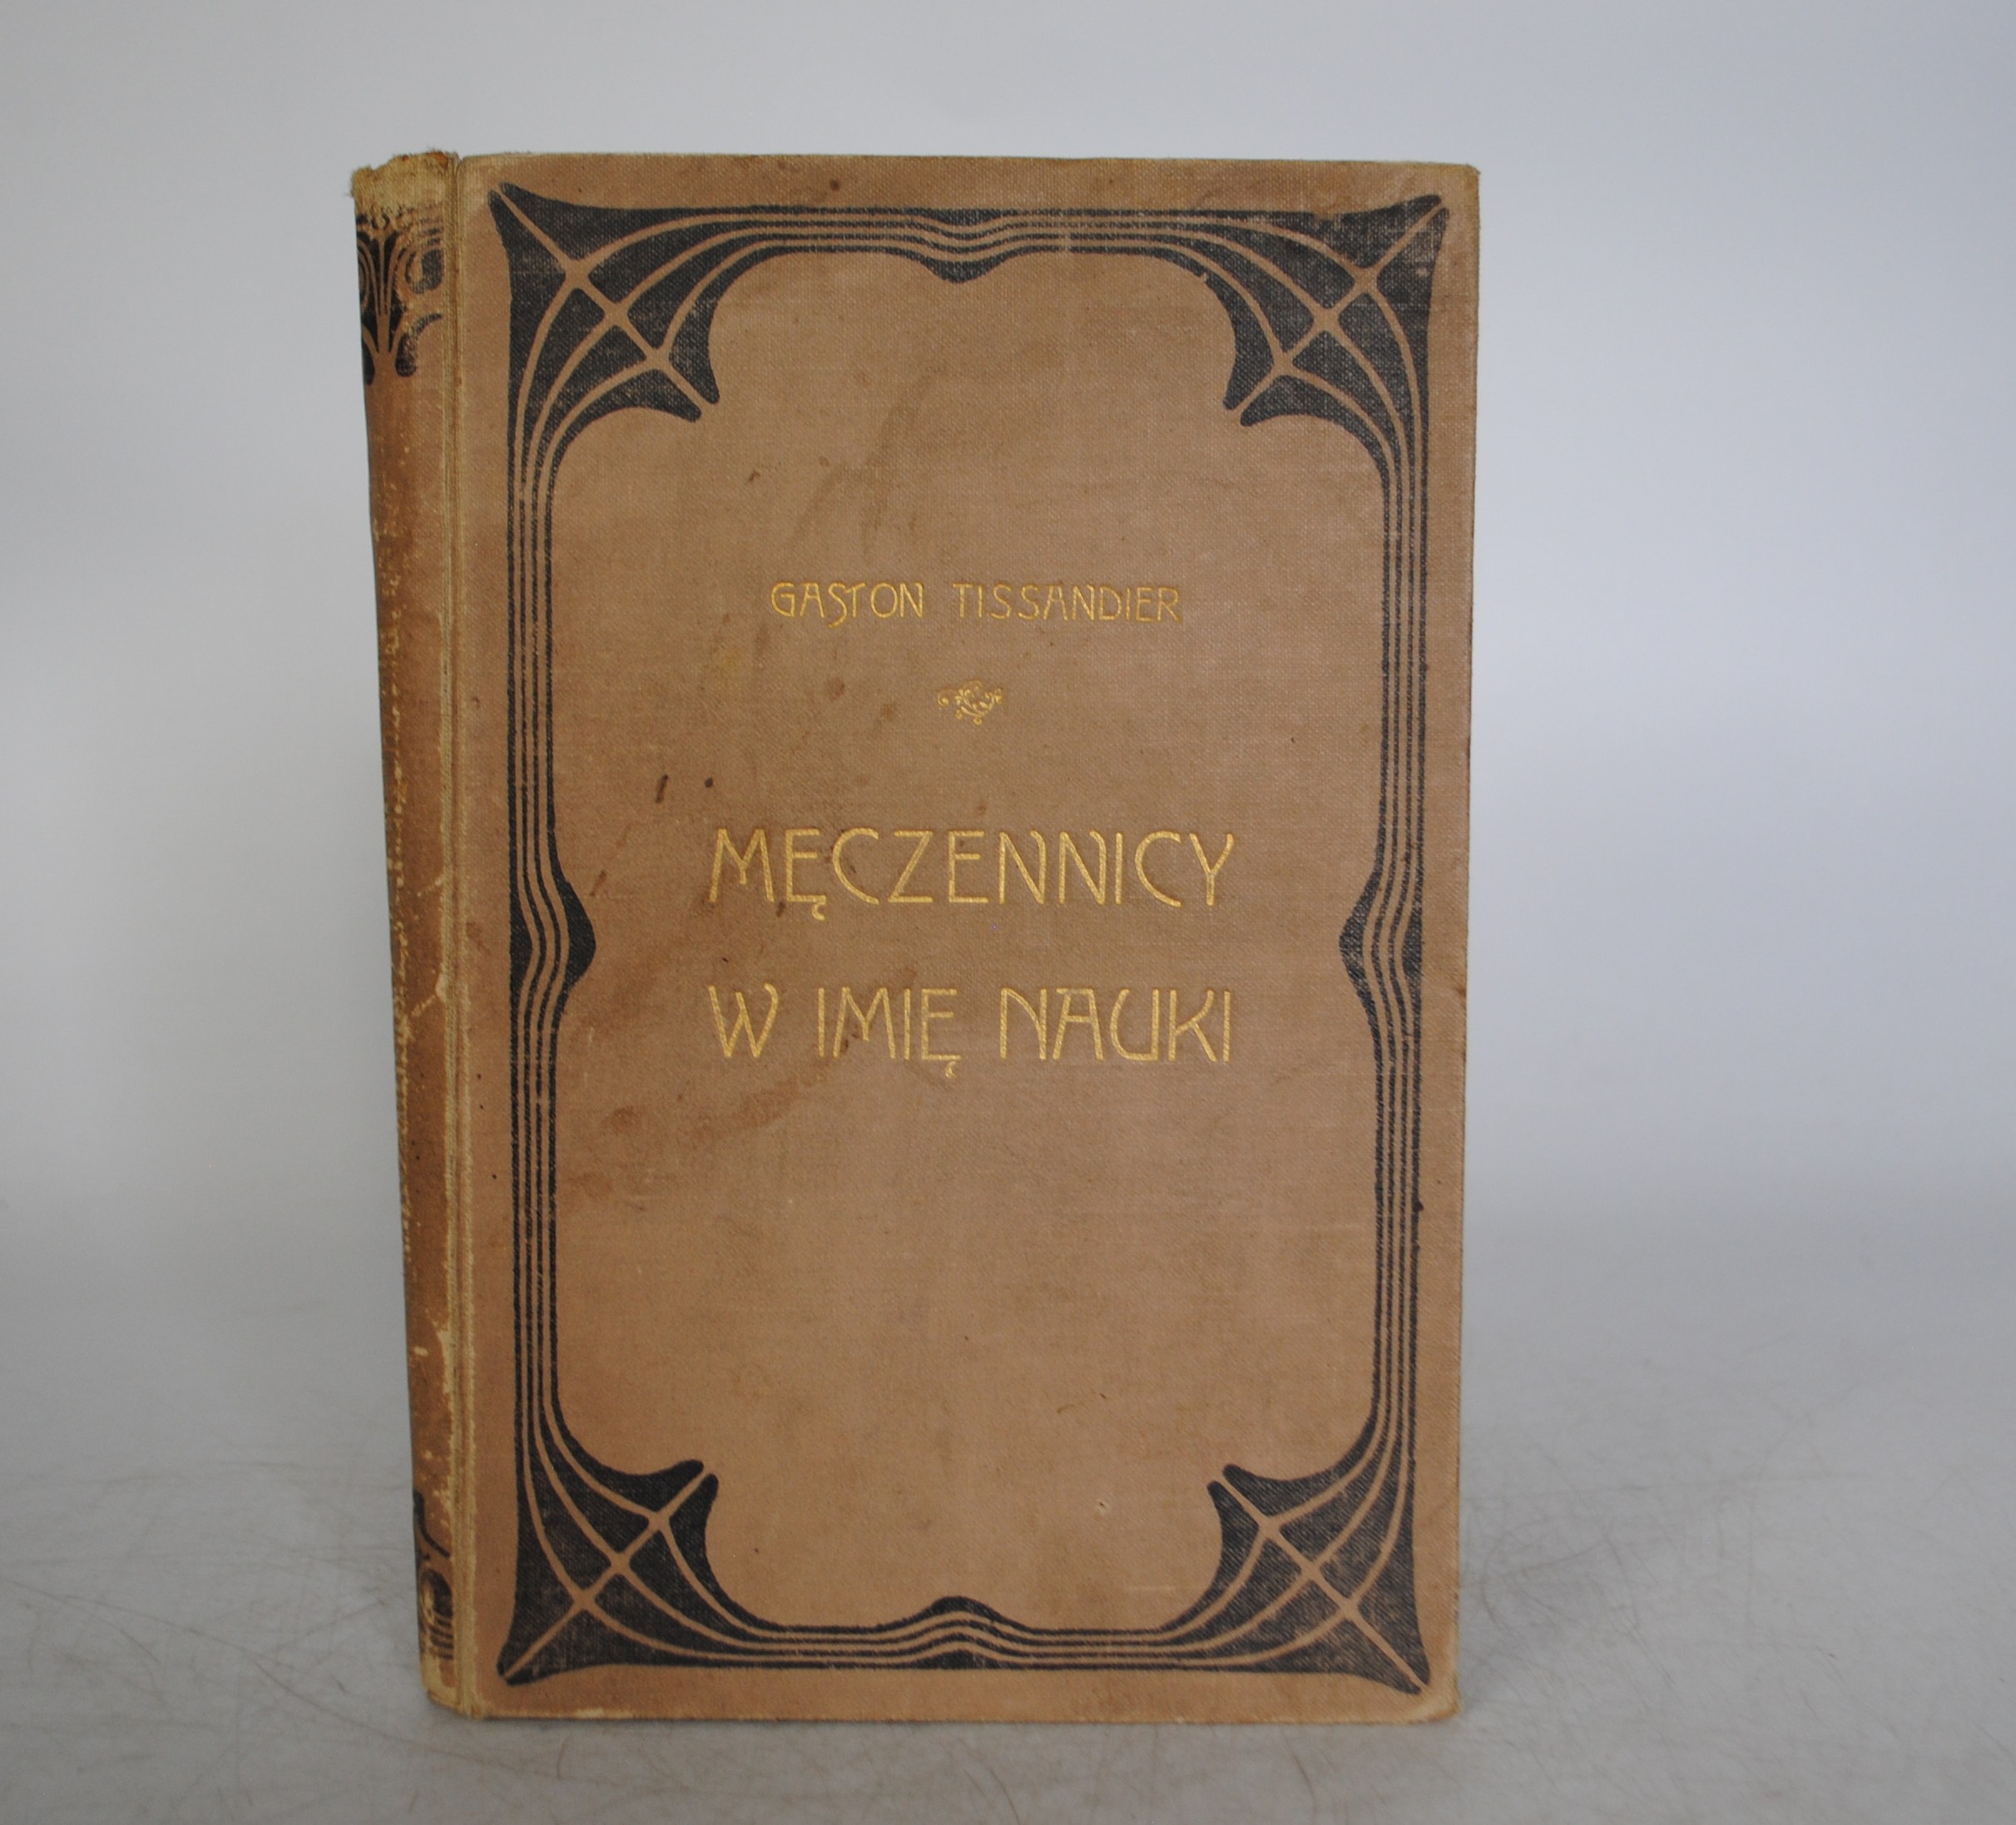 GASTON TISSANDIER
MĘCZENNICY
W IMIĘ NAUKI